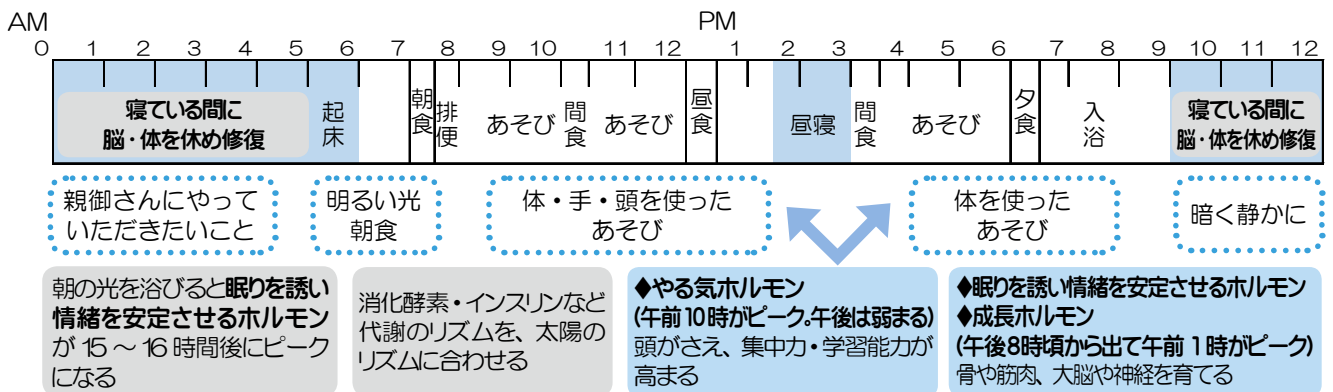 AM
PM
0 1 2 3 4 5 6 7 8 9 10 11 12 1 2 3 4 5 6 7 8 9 10 11 12
寝ている間に
脳・体を休め修復
起床
朝食
排便
あそび
間食
あそび
昼食
昼寝
間食
あそび
夕食
入浴
寝ている間に
脳・体を休め修復
親御さんにやって
いただきたいこと
明るい光
朝食
体・手・頭を使った
あそび
体を使った
あそび
暗く静かに
朝の光を浴びると眠りを誘い
情緒を安定させるホルモン
が 15 ~ 16 時間後にピーク
になる
消化酵素・インスリンなど
代謝のリズムを、太陽の
リズムに合わせる
◆やる気ホルモン
(午前10時がピーク。午後は弱まる)
頭がさえ、集中力・学習能力が
高まる
◆眠りを誘い情緒を安定させるホルモン
◆成長ホルモン
(午後8時頃から出て午前 1 時がピーク)
骨や筋肉、大脳や神経を育てる